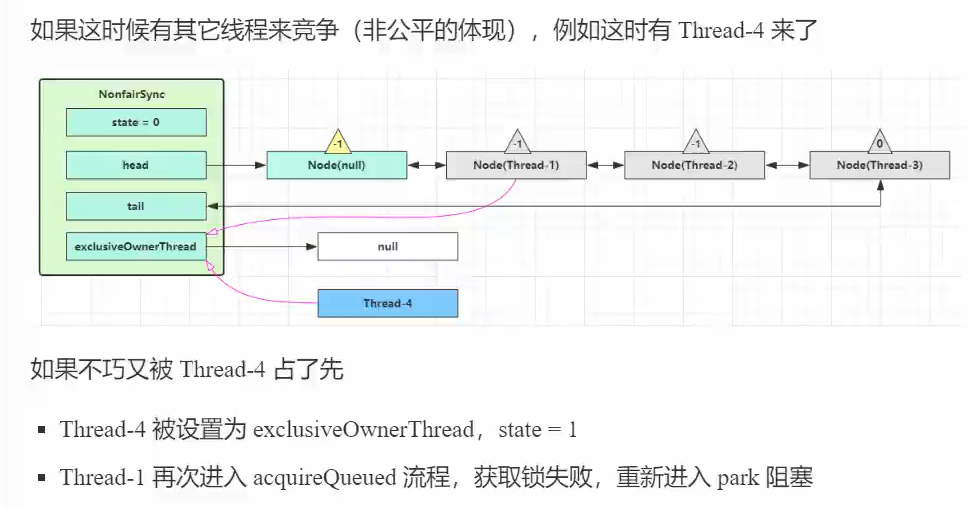 如果这时候有其它线程来竞争（非公平的体现），例如这时有 Thread-4 来了
NonfairSync
state = 0
-1
-1
-1
0
head
Node(null)
Node(Thread-1)
Node(Thread-2)
Node(Thread-3)
tail
exclusiveOwnerThread
null
Thread-4
如果不巧又被 Thread-4 占了先
Thread-4 被设置为 exclusiveOwnerThread，state = 1
Thread-1 再次进入 acquireQueued 流程，获取锁失败，重新进入 park 阻塞